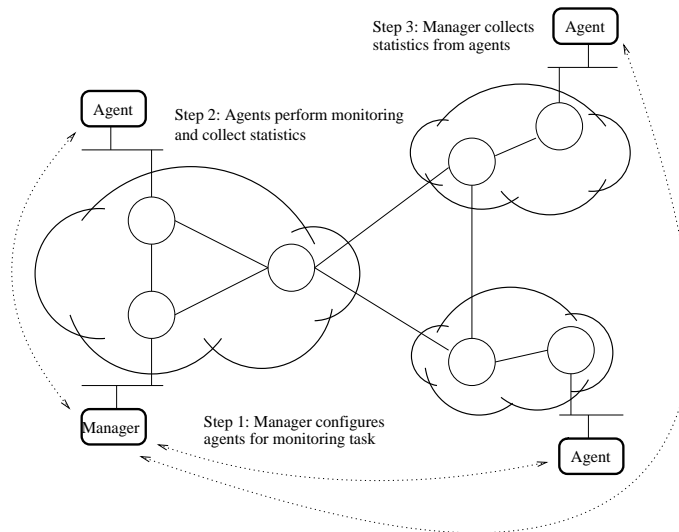 Step 3: Manager collects
statistics from agents
Agent
Agent
Step 2: Agents perform monitoring
and collect statistics
Manager
Step 1: Manager configures
agents for monitoring task
Agent